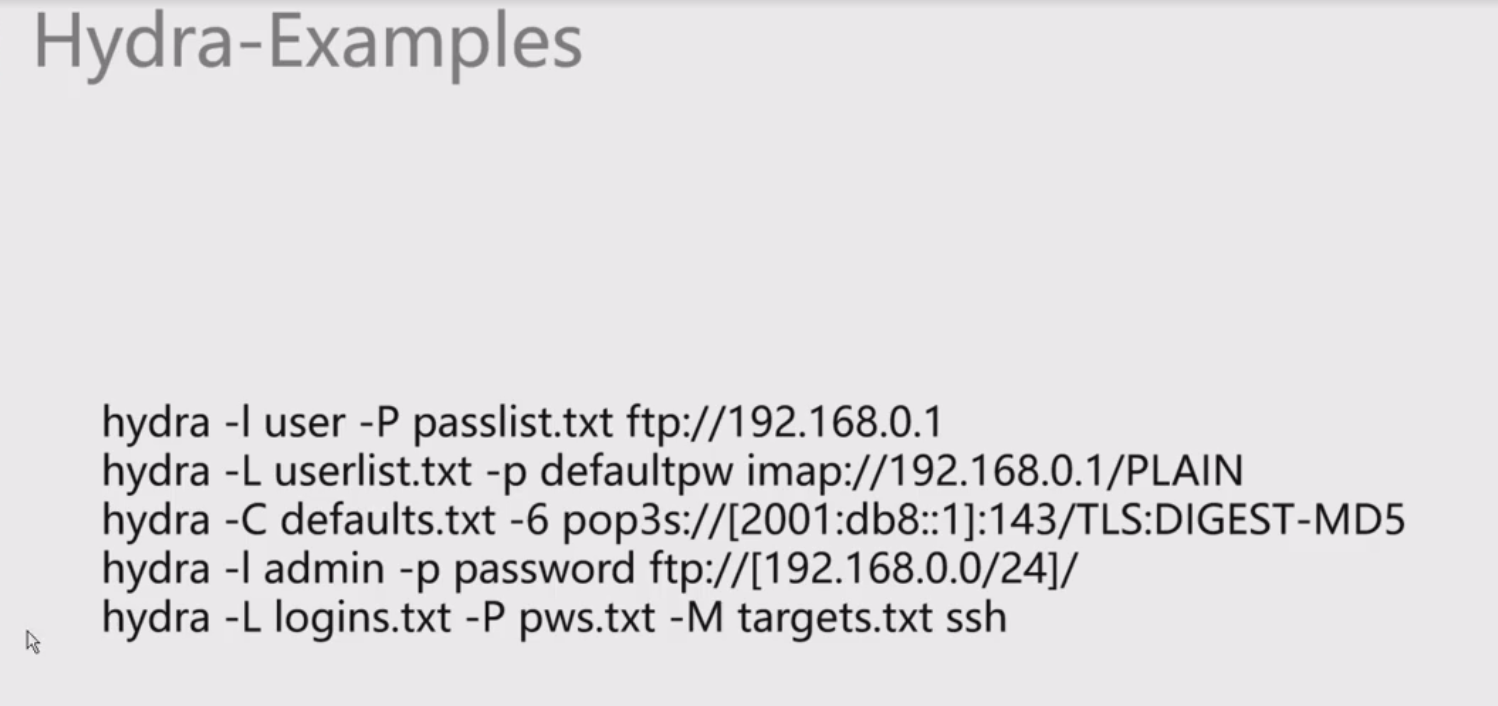 Hydra-Examples
hydra -l user -P passlist.txt ftp://192.168.0.1
hydra -L userlist.txt -p defaultpw imap://192.168.0.1/PLAIN
hydra -C defaults.txt -6 pop3s://[2001:db8::1]:143/TLS:DIGEST-MD5
hydra -l admin -p password ftp://[192.168.0.0/24]/
hydra -L logins.txt -P pws.txt -M targets.txt ssh